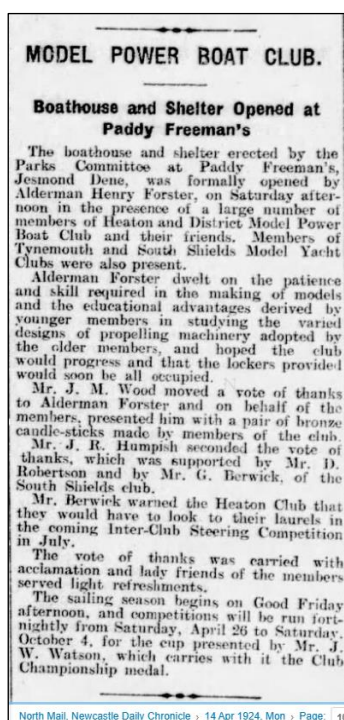 MODEL POWER BOAT CLUB.
Boathouse and Shelter Opened at
Paddy Freeman's
The boathouse and shelter erected by the
Parks Committee at Paddy Freeman's,
Jesmond Dene, was formally opened by
Alderman Henry Forster, on Saturday after-
noon in the presence of a large number of
members of Heaton and District Model Power
Boat Club and their friends. Members of
Tynemouth and South Shields Model Yacht
Clubs were also present.
Alderman Forster dwelt on the patience
and skill required in the making of models
and the educational advantages derived by
younger members in studying the varied
designs of propelling machinery adopted by
the older members, and hoped the club
would progress and that the lockers provided
would soon be all occupied.
Mr. J. M. Wood moved a vote of thanks
to Alderman Forster and on behalf of the
members, presented him with a pair of bronze
candle-sticks made by members of the club.
Mr. J. R. Humpish seconded the vote of
thanks, which was supported by Mr. D.
Robertson and by Mr. G. Berwick, of the
South Shields club.
Mr. Berwick warned the Heaton Club that
they would have to look to their laurels in
the coming Inter-Club Steering Competition
in July.
The vote of thanks was carried with
acclamation and lady friends of the members
served light refreshments.
The sailing season begins on Good Friday
afternoon, and competitions will be run fort-
nightly from Saturday, April 26 to Saturday,
October 4, for the cup presented by Mr. J.
W. Watson, which carries with it the Club
Championship medal.
North Mail, Newcastle Daily Chronicle › 14 Apr 1924, Mon › Page: